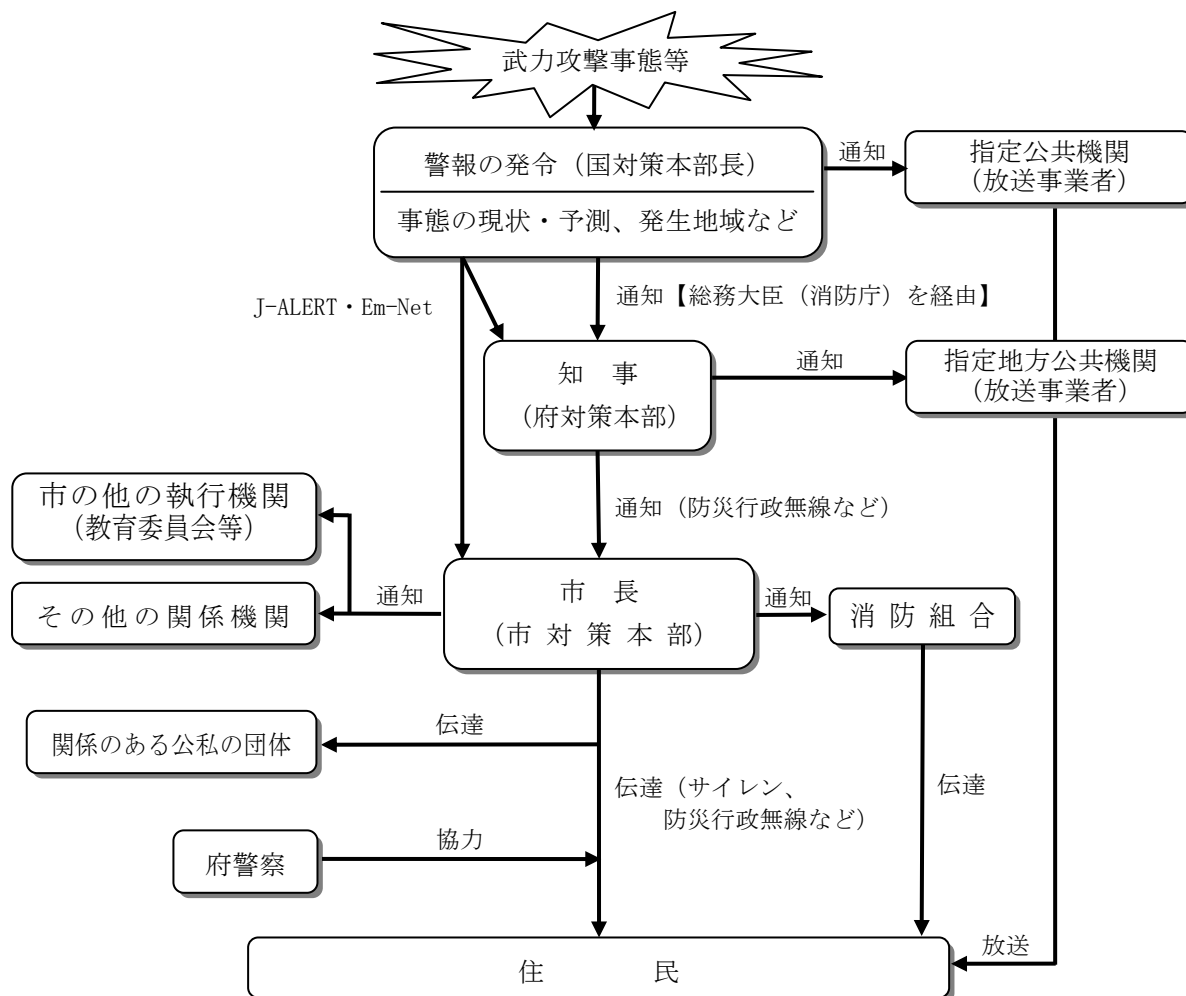 武力攻撃事態等
警報の発令（国対策本部長）
事態の現状・予測、発生地域など
通知
指定公共機関
（放送事業者）
J-ALERT・Em-Net
通知【総務大臣（消防庁）を経由】
知　事
（府対策本部）
通知
指定地方公共機関
（放送事業者）
通知（防災行政無線など）
市の他の執行機関
（教育委員会等）
その他の関係機関
通知
市 長
（市 対 策 本 部）
通知
消 防 組 合
関係のある公私の団体
伝達
伝達（サイレン、
防災行政無線など）
伝達
府警察
協力
放送
住　　　　民